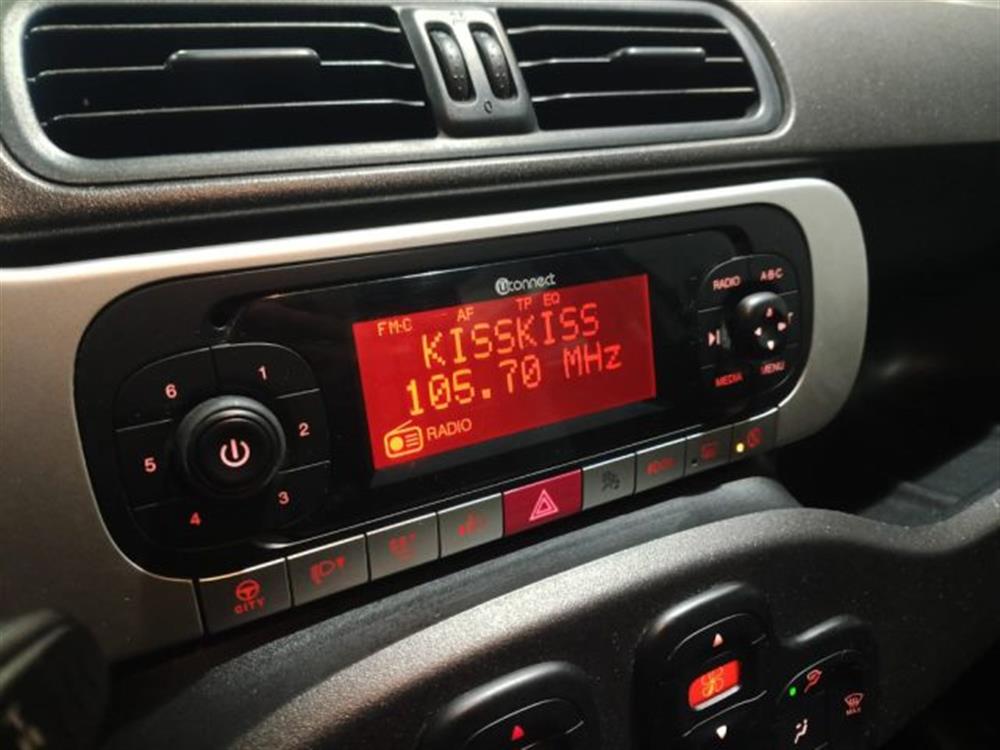 uconnect
FM-C AF TP EQ
KISSKISS
105.70 MHz
RADIO
1
2
3
4
5
6
RADIO
A-B-C
MEDIA
MENU
CITY
MAX